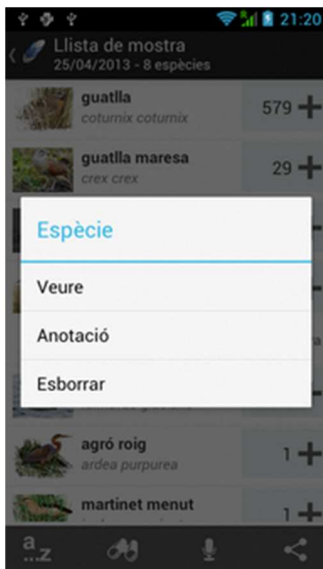 21:20
Llista de mostra
25/04/2013 - 8 espècies
guatlla
coturnix coturnix
579 +
guatlla maresa
crex crex
29 +
Espècie
Veure
Anotació
Esborrar
agró roig
ardea purpurea
1 +
martinet menut
1 +
a
...z